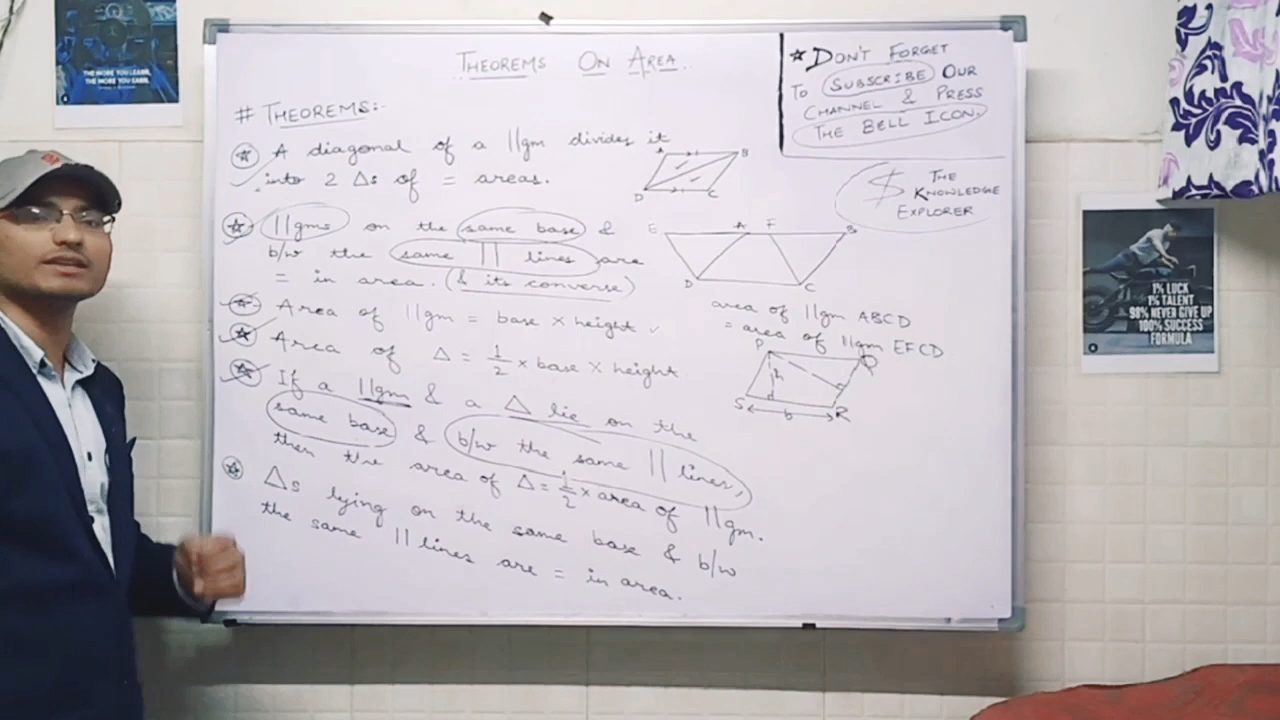 THE MORE YOU LEARN,
THE MORE YOU EARN.
THEOREMS ON AREA
☆ DON'T FORGET
TO SUBSCRIBE OUR
CHANNEL & PRESS
THE BELL ICON.
THE
KNOWLEDGE
EXPLORER
# THEOREMS:-
☆ A diagonal of a ||gm divides it
into 2 Δs of = areas.
A B
D C
☆ ||gms on the same base &
b/w the same || lines are
= in area. (& its converse)
E A F B
D C
area of ||gm ABCD
= area of ||gm EFCD
☆ Area of ||gm = base × height
☆ Area of Δ = 1/2 × base × height
P Q
h
S b R
☆ If a ||gm & a Δ lie on the
same base & b/w the same || lines,
then the area of Δ = 1/2 × area of ||gm.
☆ Δs lying on the same base & b/w
the same || lines are = in area.
1% LUCK
1% TALENT
98% NEVER GIVE UP
100% SUCCESS
FORMULA